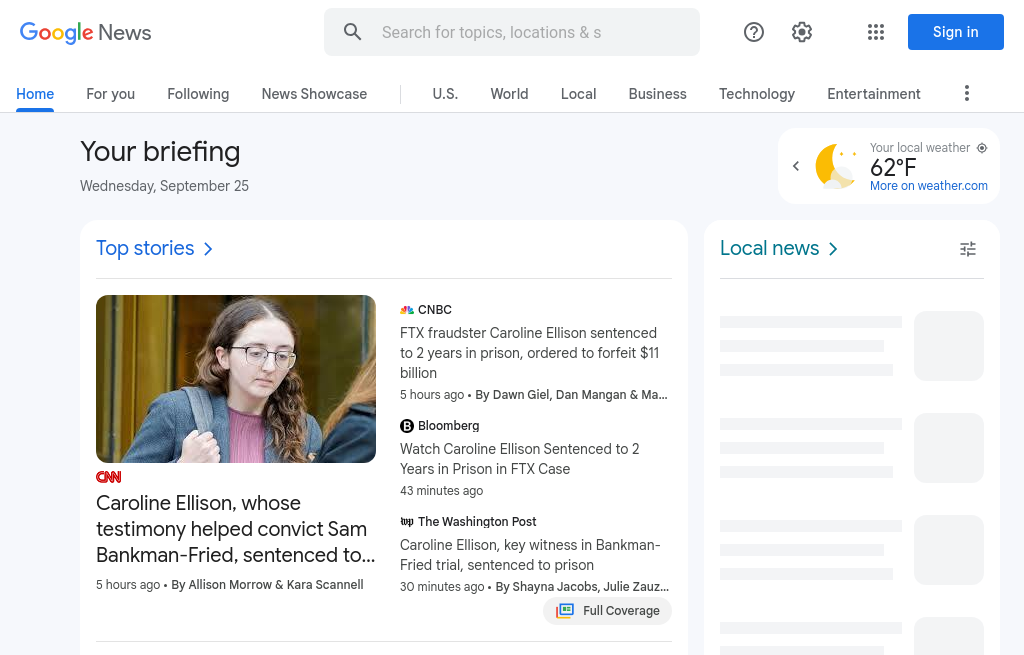 Google News
Search for topics, locations & s
Sign in
Home
For you
Following
News Showcase
U.S.
World
Local
Business
Technology
Entertainment
Your briefing
Wednesday, September 25
Your local weather
62°F
More on weather.com
Top stories
CNN
Caroline Ellison, whose
testimony helped convict Sam
Bankman-Fried, sentenced to...
5 hours ago • By Allison Morrow & Kara Scannell
CNBC
FTX fraudster Caroline Ellison sentenced
to 2 years in prison, ordered to forfeit $11
billion
5 hours ago • By Dawn Giel, Dan Mangan & Ma...
Bloomberg
Watch Caroline Ellison Sentenced to 2
Years in Prison in FTX Case
43 minutes ago
The Washington Post
Caroline Ellison, key witness in Bankman-
Fried trial, sentenced to prison
30 minutes ago • By Shayna Jacobs, Julie Zauz...
Full Coverage
Local news